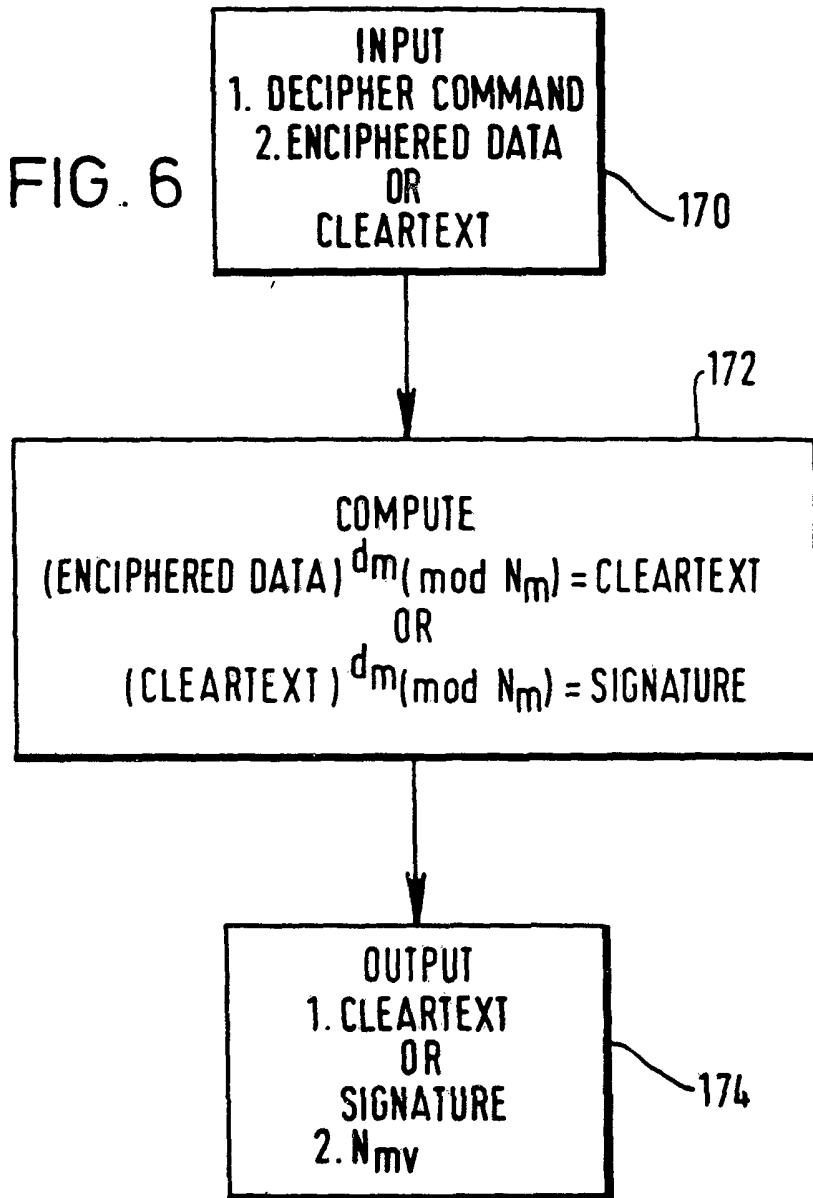 INPUT
1. DECIPHER COMMAND
2. ENCIPHERED DATA
OR
CLEARTEXT
FIG. 6
170
172
COMPUTE
(ENCIPHERED DATA)^dm (mod Nm) = CLEARTEXT
OR
(CLEARTEXT)^dm (mod Nm) = SIGNATURE
OUTPUT
1. CLEARTEXT
OR
SIGNATURE
2. Nmv
174